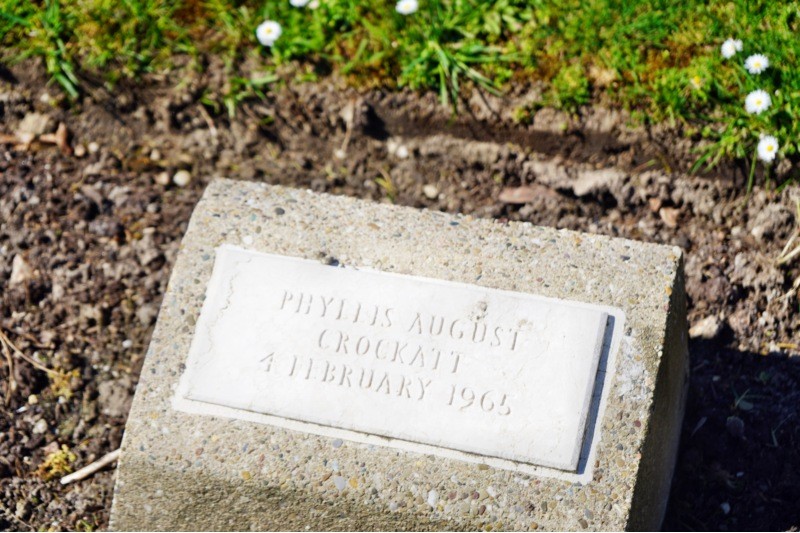 PHYLLIS AUGUST
CROCKATT
4 FEBRUARY 1965